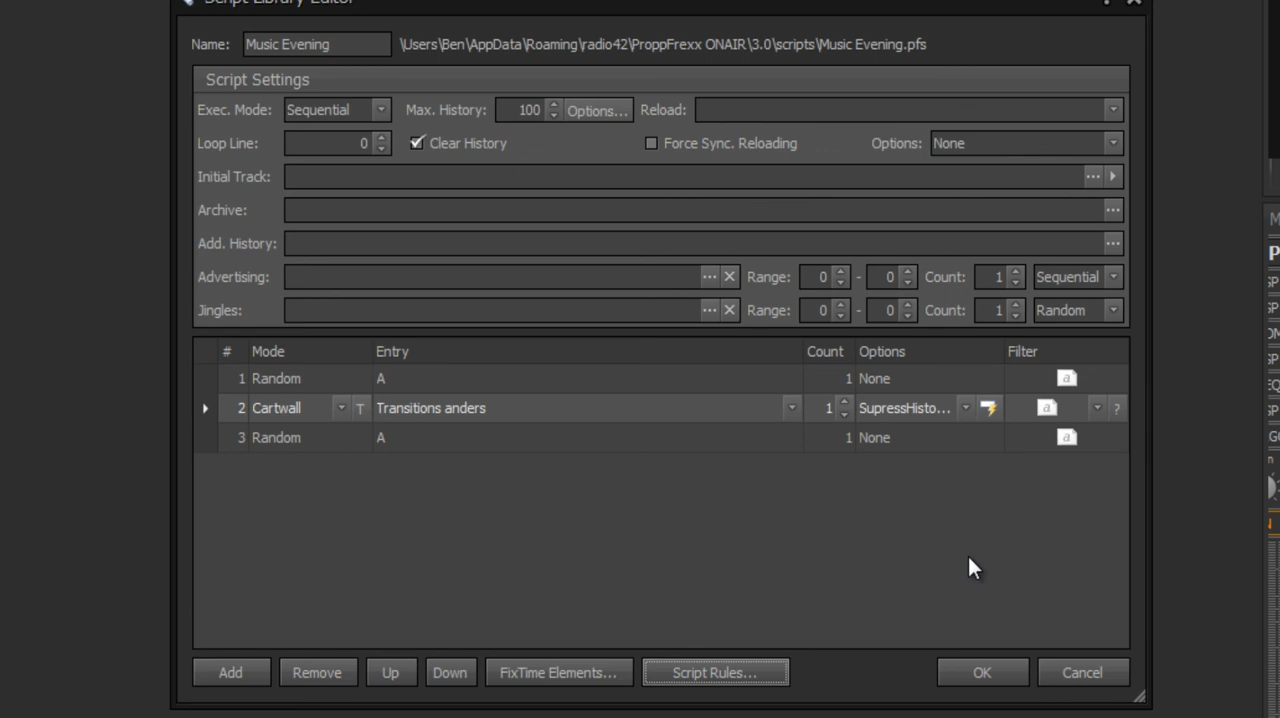 Script Library Editor
Name: Music Evening \Users\Ben\AppData\Roaming\radio42\ProppFrexx ONAIR\3.0\scripts\Music Evening.pfs
Script Settings
Exec. Mode: Sequential Max. History: 100 Options... Reload:
Loop Line: 0 Clear History Force Sync. Reloading Options: None
Initial Track:
Archive:
Add. History:
Advertising: Range: 0 - 0 Count: 1 Sequential
Jingles: Range: 0 - 0 Count: 1 Random
# Mode Entry Count Options Filter
1 Random A 1 None a
2 Cartwall T Transitions anders 1 SupressHisto... a ?
3 Random A 1 None a
Add Remove Up Down FixTime Elements... Script Rules... OK Cancel